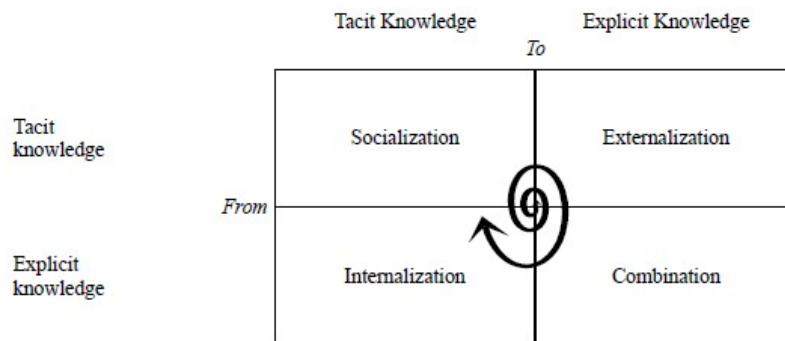 Tacit Knowledge Explicit Knowledge
To
Tacit
knowledge
Socialization Externalization
From
Explicit
knowledge
Internalization Combination